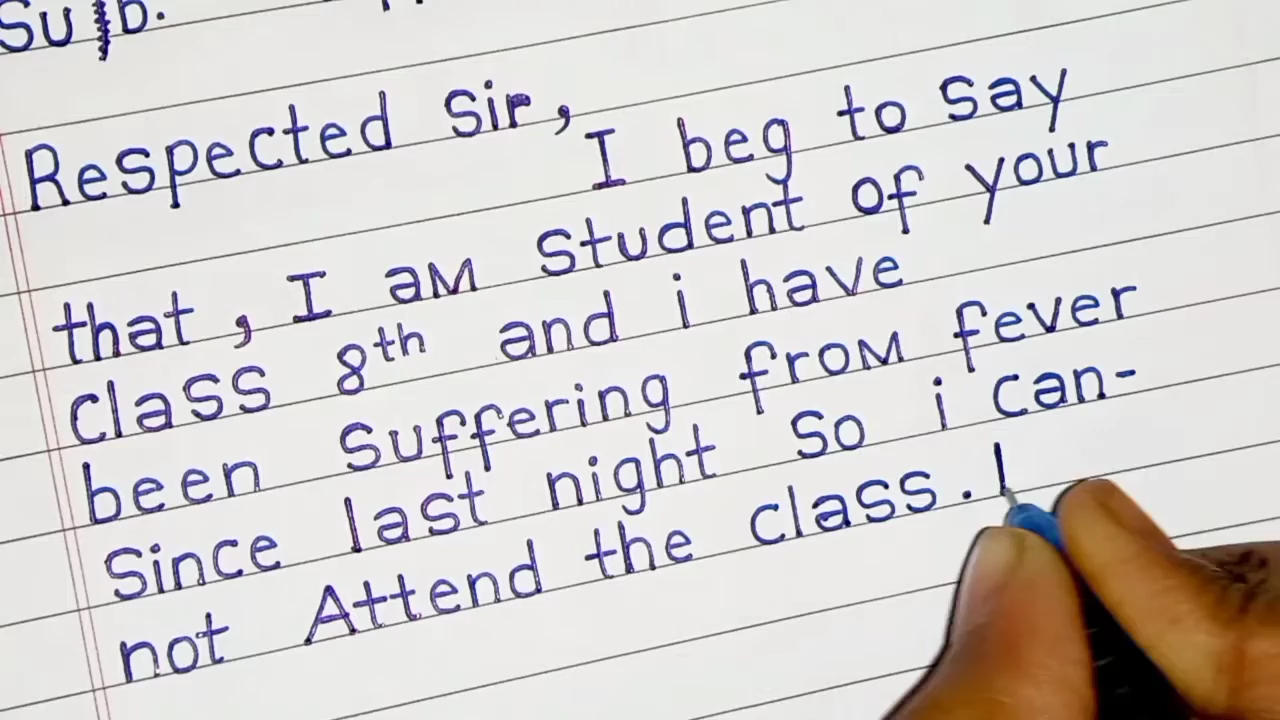 Sub.
Respected Sir,
I beg to say
that, I am Student of your
class 8th and i have
been Suffering from fever
Since last night So i can-
not Attend the class. I